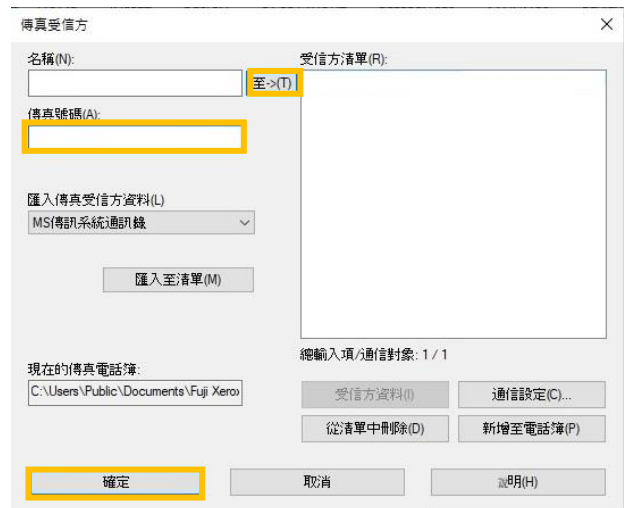 傳真受信方
名稱(N):
至->(T)
受信方清單(R):
傳真號碼(A):
匯入傳真受信方資料(L)
MS傳訊系統通訊錄
匯入至清單(M)
總輸入項/通信對象: 1 / 1
現在的傳真電話簿:
C:\Users\Public\Documents\Fuji Xerox
受信方資料(I)
通信設定(C)...
從清單中刪除(D)
新增至電話簿(P)
確定
取消
說明(H)